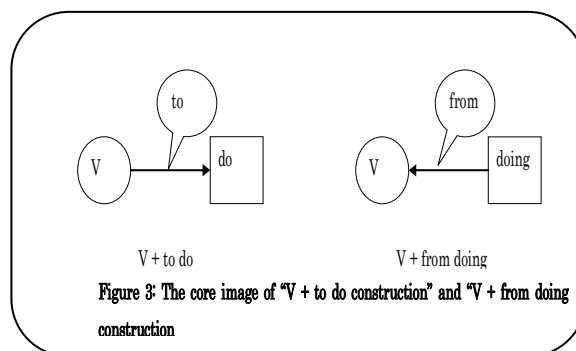 to
from
V
do
V
doing
V + to do
V + from doing
Figure 3: The core image of “V + to do construction” and “V + from doing
construction